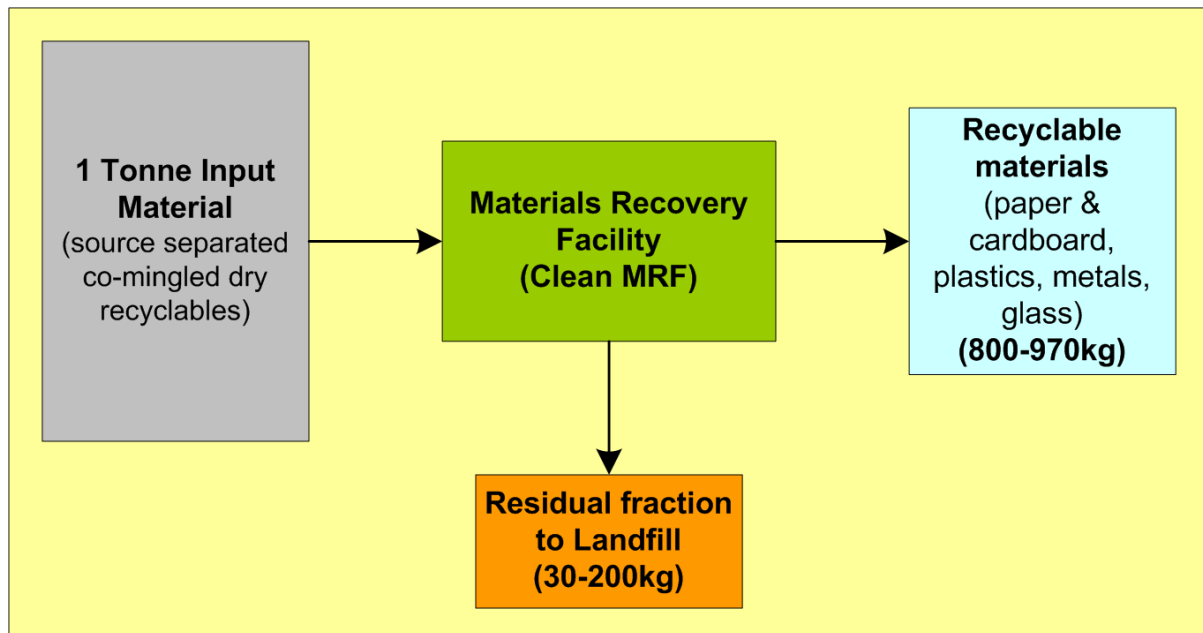 1 Tonne Input
Material
(source separated
co-mingled dry
recyclables)
Materials Recovery
Facility
(Clean MRF)
Recyclable
materials
(paper &
cardboard,
plastics, metals,
glass)
(800-970kg)
Residual fraction
to Landfill
(30-200kg)